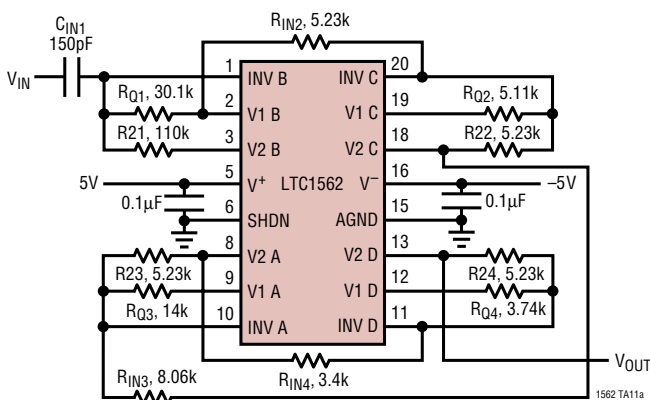 R_IN2, 5.23k
C_IN1
150pF
V_IN
1 INV B INV C 20
R_Q1, 30.1k 2 V1 B V1 C 19 R_Q2, 5.11k
R21, 110k 3 V2 B V2 C 18 R22, 5.23k
5V 5 V+ LTC1562 V– 16 –5V
0.1µF 0.1µF
6 SHDN AGND 15
8 V2 A V2 D 13
R23, 5.23k R24, 5.23k
9 V1 A V1 D 12
R_Q3, 14k R_Q4, 3.74k
10 INV A INV D 11
R_IN3, 8.06k R_IN4, 3.4k V_OUT
1562 TA11a